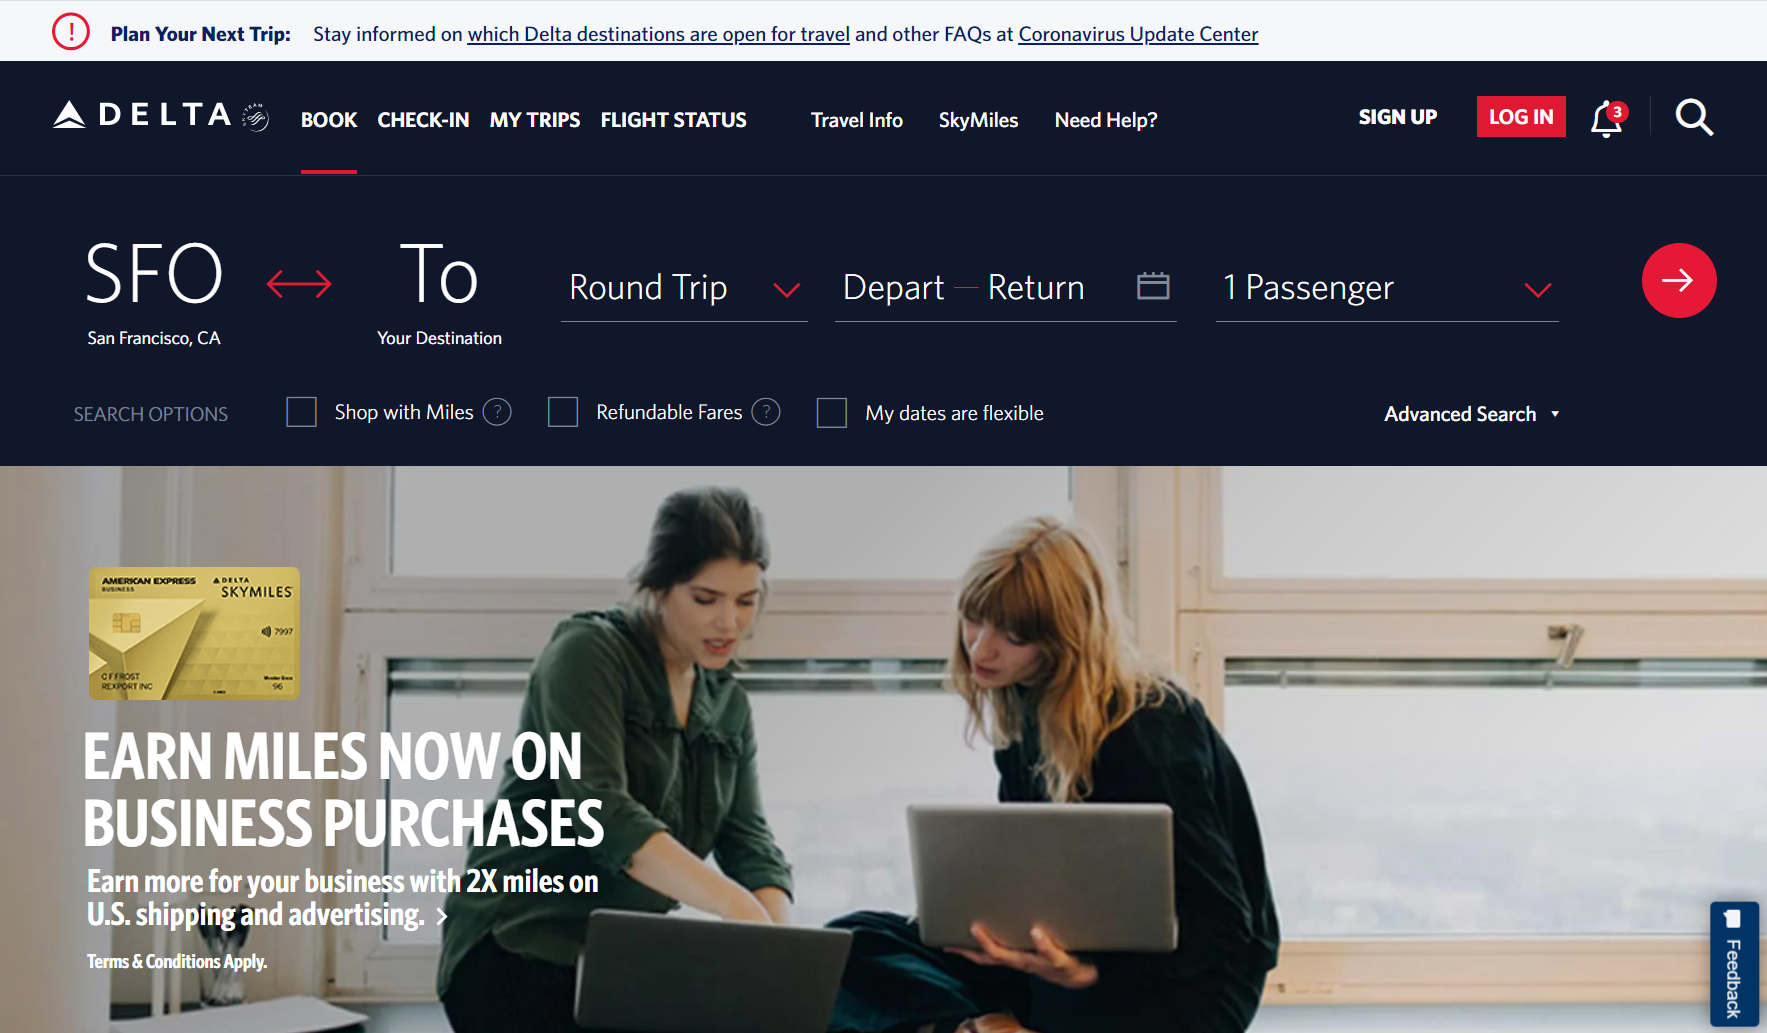 Plan Your Next Trip: Stay informed on which Delta destinations are open for travel and other FAQs at Coronavirus Update Center
DELTA BOOK CHECK-IN MY TRIPS FLIGHT STATUS Travel Info SkyMiles Need Help? SIGN UP LOG IN 3
SFO To Round Trip Depart — Return 1 Passenger
San Francisco, CA Your Destination
SEARCH OPTIONS Shop with Miles ? Refundable Fares ? My dates are flexible Advanced Search
AMERICAN EXPRESS DELTA
BUSINESS SKYMILES
7997
C F FROST
REXPORT INC 96
EARN MILES NOW ON
BUSINESS PURCHASES
Earn more for your business with 2X miles on
U.S. shipping and advertising.
Terms & Conditions Apply.
Feedback